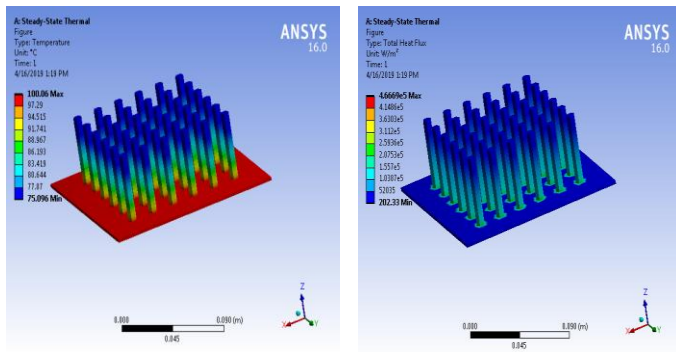 A: Steady-State Thermal
Figure
Type: Temperature
Unit: °C
Time: 1
4/16/2019 1:19 PM
ANSYS
16.0
100.06 Max
97.29
94.515
91.741
88.967
86.193
83.419
80.644
77.87
75.096 Min
Z
X
Y
0.000
0.090 (m)
0.045
A: Steady-State Thermal
Figure
Type: Total Heat Flux
Unit: W/m²
Time: 1
4/16/2019 1:19 PM
ANSYS
16.0
4.6669e5 Max
4.1486e5
3.6303e5
3.112e5
2.5936e5
2.0753e5
1.557e5
1.0387e5
52035
202.33 Min
Z
X
Y
0.000
0.090 (m)
0.045